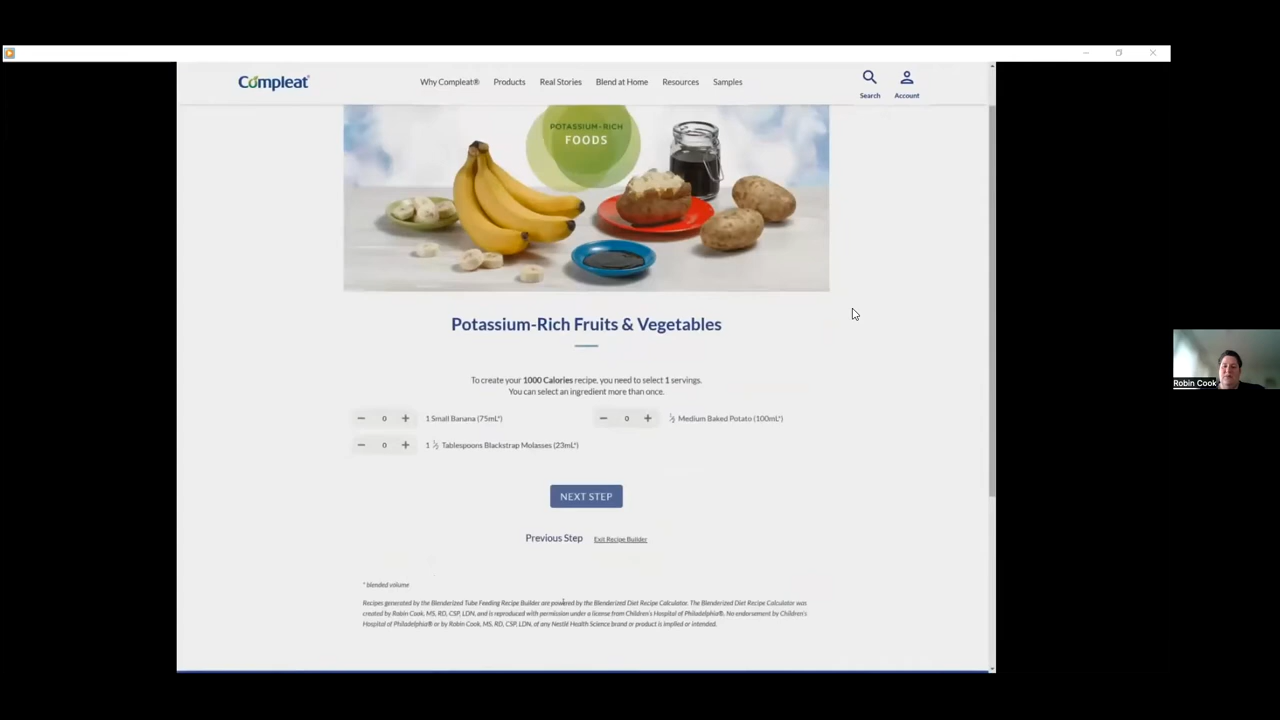 Compleat®
Why Compleat® Products Real Stories Blend at Home Resources Samples
Search Account
POTASSIUM-RICH
FOODS
Potassium-Rich Fruits & Vegetables
To create your 1000 Calories recipe, you need to select 1 servings.
You can select an ingredient more than once.
− 0 + 1 Small Banana (75mL*) − 0 + ½ Medium Baked Potato (100mL*)
− 0 + 1 ½ Tablespoons Blackstrap Molasses (23mL*)
NEXT STEP
Previous Step Exit Recipe Builder
* blended volume
Recipes generated by the Blenderized Tube Feeding Recipe Builder are powered by the Blenderized Diet Recipe Calculator. The Blenderized Diet Recipe Calculator was
created by Robin Cook, MS, RD, CSP, LDN, and is reproduced with permission under a license from Children's Hospital of Philadelphia®. No endorsement by Children's
Hospital of Philadelphia® or by Robin Cook, MS, RD, CSP, LDN, of any Nestlé Health Science brand or product is implied or intended.
Robin Cook